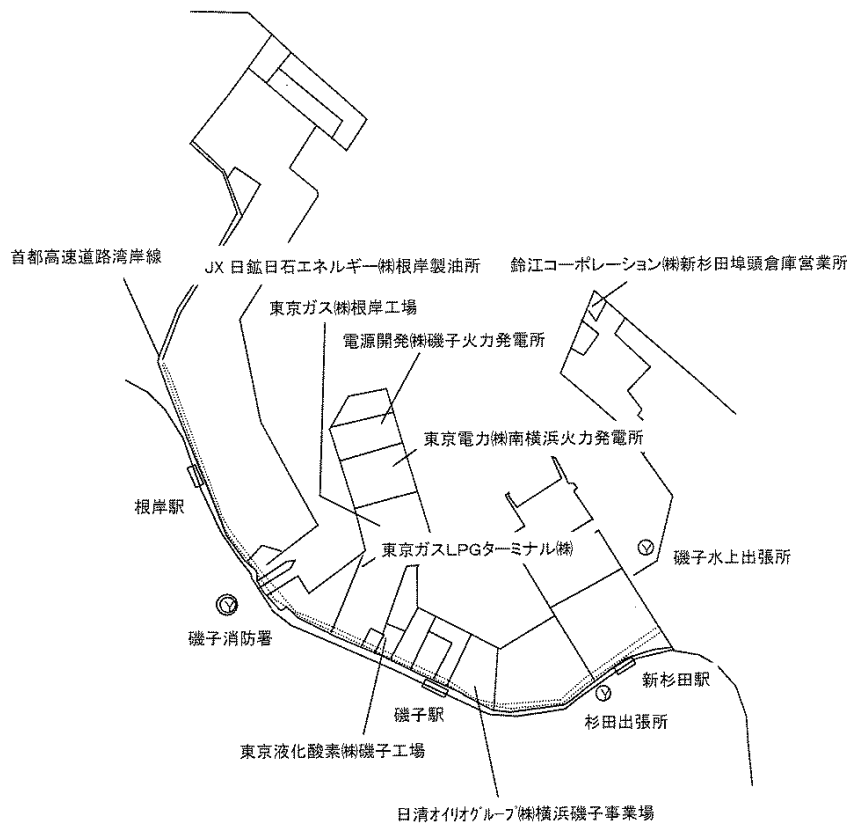 首都高速道路湾岸線
JX 日鉱日石エネルギー㈱根岸製油所
鈴江コーポレーション㈱新杉田埠頭倉庫営業所
東京ガス㈱根岸工場
電源開発㈱磯子火力発電所
東京電力㈱南横浜火力発電所
根岸駅
東京ガスLPGターミナル㈱
磯子水上出張所
磯子消防署
新杉田駅
磯子駅
杉田出張所
東京液化酸素㈱磯子工場
日清オイリオグループ㈱横浜磯子事業場